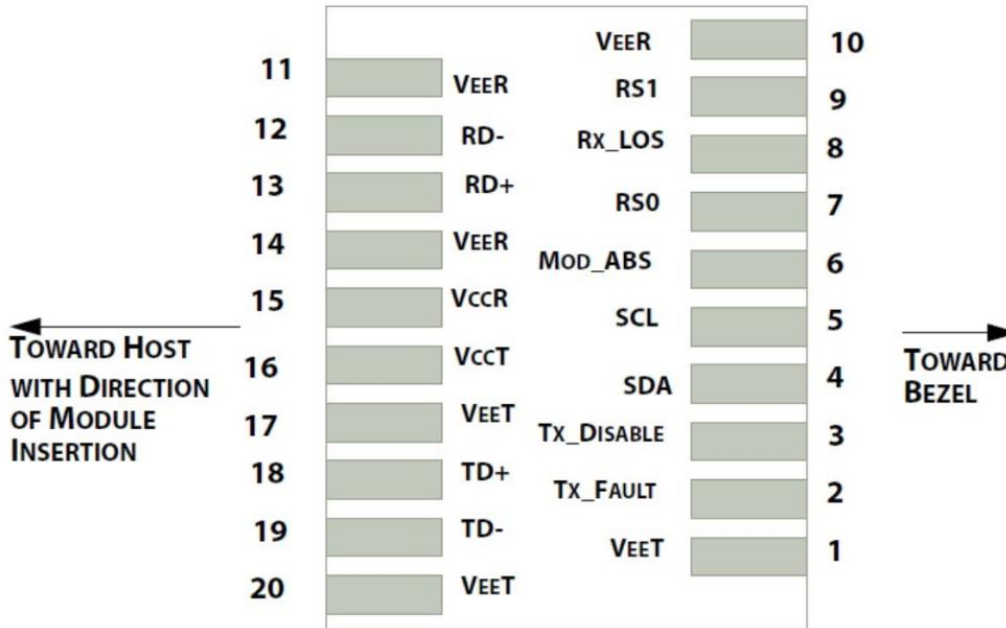 11
VEER
12
RD-
13
RD+
14
VEER
15
VCCR
16
VCCT
17
VEET
18
TD+
19
TD-
20
VEET
VEER
10
RS1
9
RX_LOS
8
RS0
7
MOD_ABS
6
SCL
5
SDA
4
TX_DISABLE
3
TX_FAULT
2
VEET
1
TOWARD HOST
WITH DIRECTION
OF MODULE
INSERTION
TOWARD
BEZEL